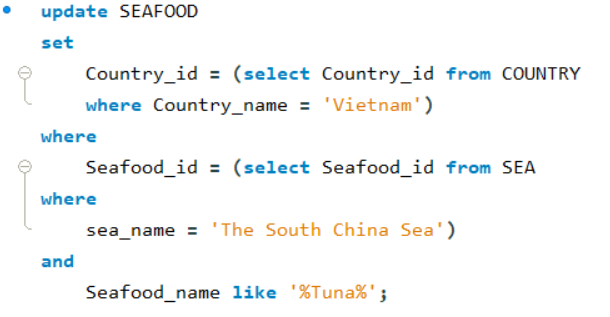 update SEAFOOD
set
Country_id = (select Country_id from COUNTRY
where Country_name = 'Vietnam')
where
Seafood_id = (select Seafood_id from SEA
where
sea_name = 'The South China Sea')
and
Seafood_name like '%Tuna%';